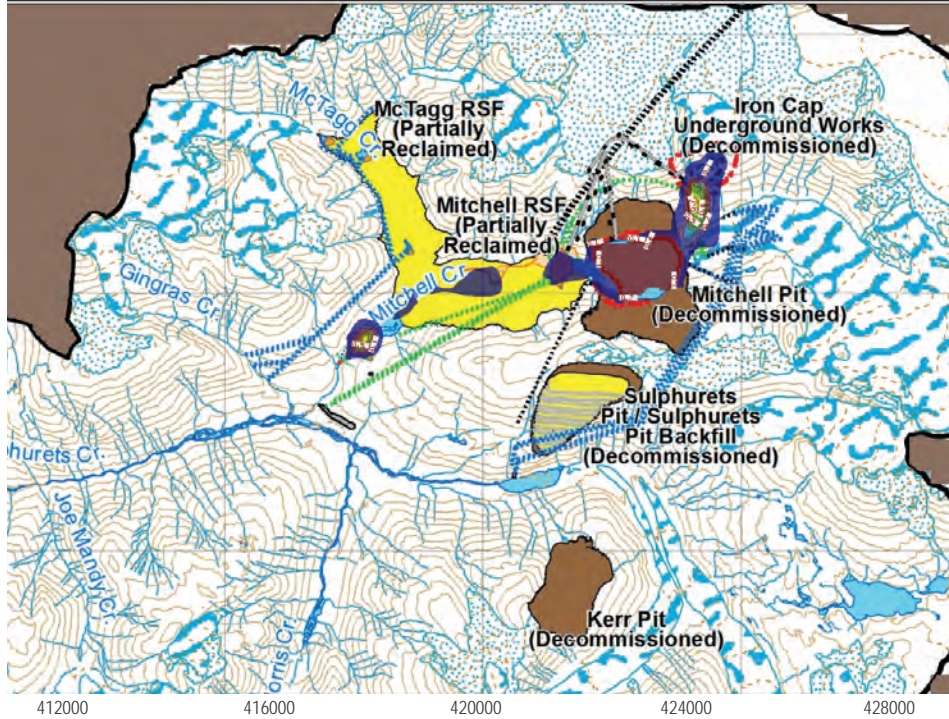 McTagg Cr.
McTagg RSF
(Partially
Reclaimed)
Iron Cap
Underground Works
(Decommissioned)
Mitchell RSF
(Partially
Reclaimed)
Gingras Cr.
Mitchell Cr.
Mitchell Pit
(Decommissioned)
Sulphurets
Pit / Sulphurets
Pit Backfill
(Decommissioned)
hurets Cr.
Joe Mandy Cr.
orris Cr.
Kerr Pit
(Decommissioned)
412000 416000 420000 424000 428000